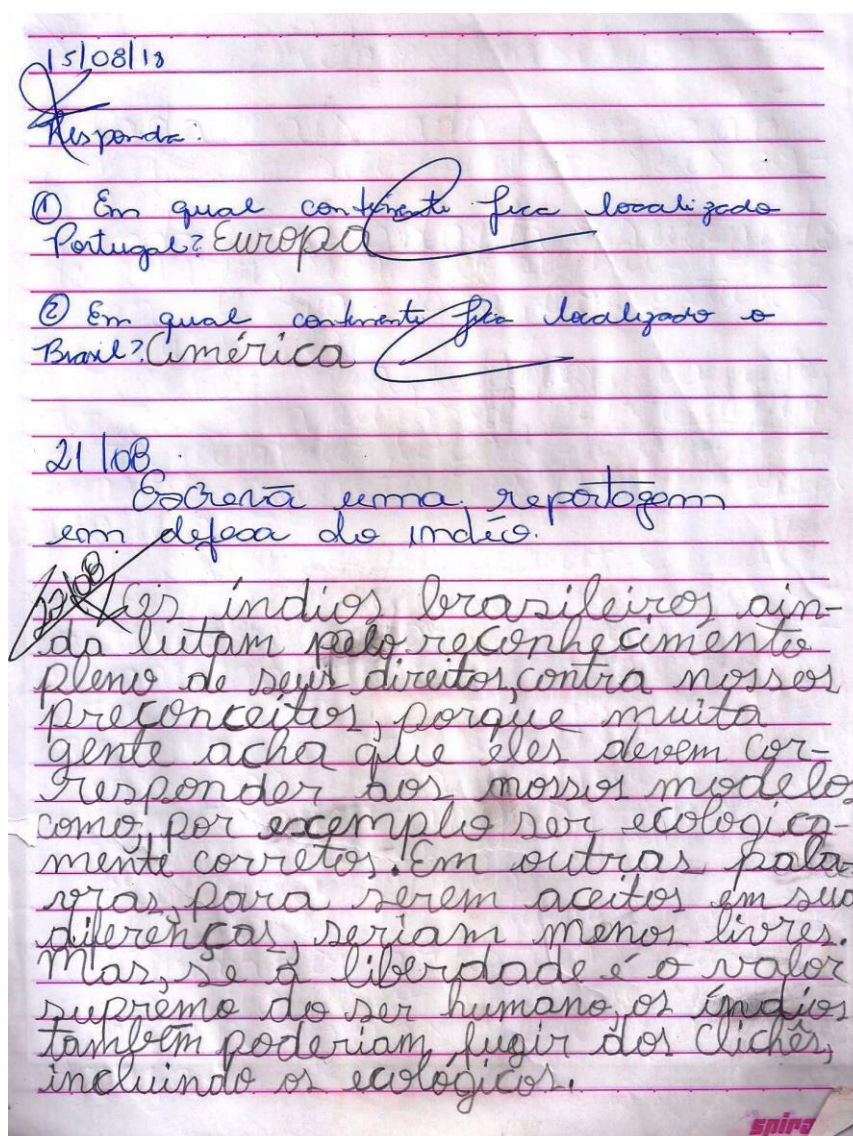 15/08/18
Responda:
① Em qual continente fica localizado
Portugal? Europa
② Em qual continente fica localizado o
Brasil? América
21/08
Escreva uma reportagem
em defesa do índio.
27/08
Os índios brasileiros ain-
da lutam pelo reconhecimento
pleno de seus direitos, contra nossos
preconceitos, porque muita
gente acha que eles devem cor-
responder aos nossos modelos
como, por exemplo ser ecologica-
mente corretos. Em outras pala-
vras, para serem aceitos em sua
diferenças, seriam menos livres.
Mas, se a liberdade é o valor
supremo do ser humano, os índios
também poderiam fugir dos clichês,
incluindo os ecológicos.
spira